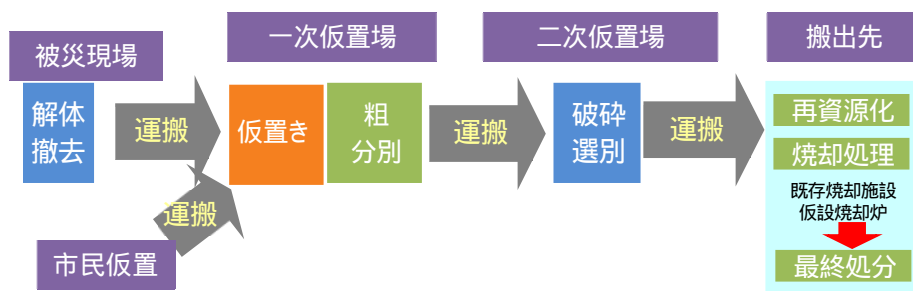 被災現場
解体
撤去
運搬
市民仮置
運搬
一次仮置場
仮置き
粗
分別
運搬
二次仮置場
破砕
選別
運搬
搬出先
再資源化
焼却処理
既存焼却施設
仮設焼却炉
最終処分